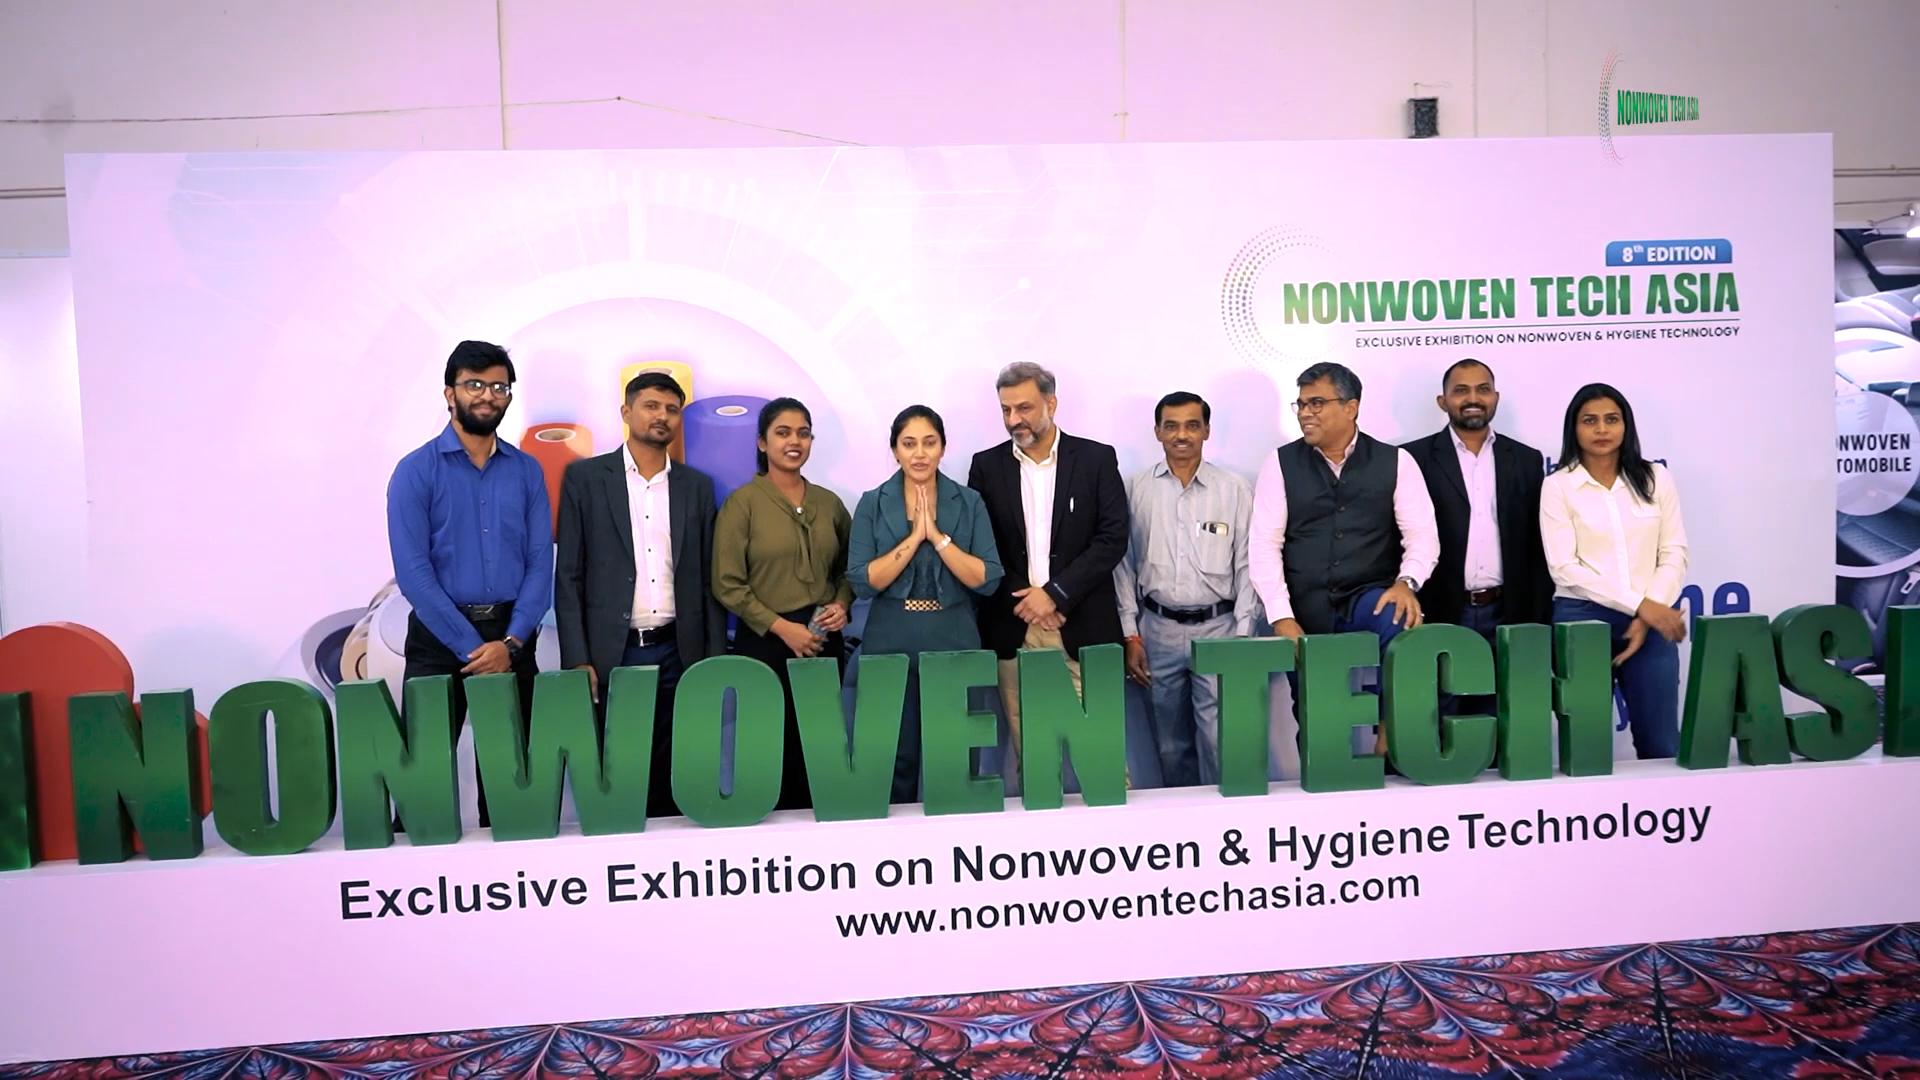 NONWOVEN TECH ASIA
8th EDITION
NONWOVEN TECH ASIA
EXCLUSIVE EXHIBITION ON NONWOVEN & HYGIENE TECHNOLOGY
NWOVEN
TOMOBILE
NONWOVEN TECH ASI
Exclusive Exhibition on Nonwoven & Hygiene Technology
www.nonwoventechasia.com